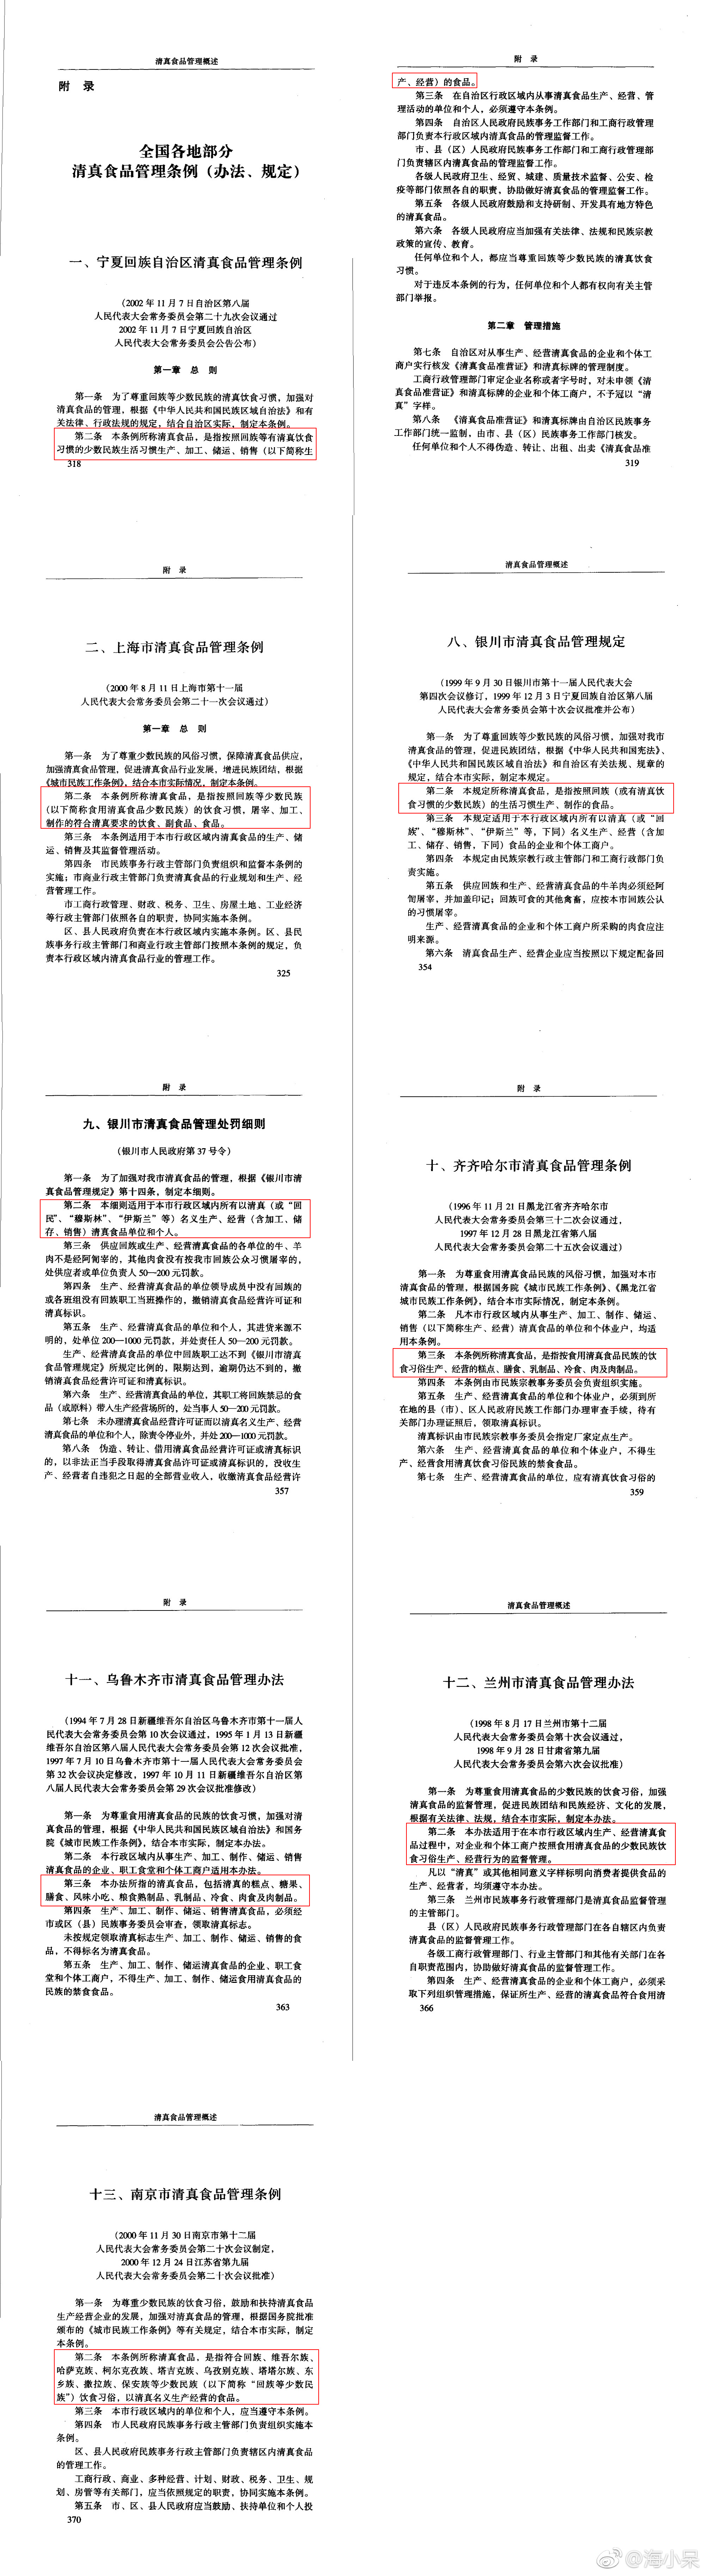 清真食品管理概述
附 录
全国各地部分
清真食品管理条例（办法、规定）
一、宁夏回族自治区清真食品管理条例
（2002 年 11 月 7 日自治区第八届
人民代表大会常务委员会第二十九次会议通过
2002 年 11 月 7 日宁夏回族自治区
人民代表大会常务委员会公告公布）
第一章 总 则
第一条 为了尊重回族等少数民族的清真饮食习惯，加强对
清真食品的管理，根据《中华人民共和国民族区域自治法》和有
关法律、行政法规的规定，结合自治区实际，制定本条例。
第二条 本条例所称清真食品，是指按照回族等有清真饮食
习惯的少数民族生活习惯生产、加工、储运、销售（以下简称生
318
附 录
产、经营）的食品。
第三条 在自治区行政区域内从事清真食品生产、经营、管
理活动的单位和个人，必须遵守本条例。
第四条 自治区人民政府民族事务工作部门和工商行政管理
部门负责本行政区域内清真食品的管理监督工作。
市、县（区）人民政府民族事务工作部门和工商行政管理部
门负责辖区内清真食品的管理监督工作。
各级人民政府卫生、经贸、城建、质量技术监督、公安、检
疫等部门依照各自的职责，协助做好清真食品的管理监督工作。
第五条 各级人民政府鼓励和支持研制、开发具有地方特色
的清真食品。
第六条 各级人民政府应当加强有关法律、法规和民族宗教
政策的宣传、教育。
任何单位和个人，都应当尊重回族等少数民族的清真饮食
习惯。
对于违反本条例的行为，任何单位和个人都有权向有关主管
部门举报。
第二章 管理措施
第七条 自治区对从事生产、经营清真食品的企业和个体工
商户实行核发《清真食品准营证》和清真标牌的管理制度。
工商行政管理部门审定企业名称或者字号时，对未申领《清
真食品准营证》和清真标牌的企业和个体工商户，不予冠以“清
真”字样。
第八条 《清真食品准营证》和清真标牌由自治区民族事务
工作部门统一监制，由市、县（区）民族事务工作部门核发。
任何单位和个人不得伪造、转让、出租、出卖《清真食品准
319
附 录
二、上海市清真食品管理条例
（2000 年 8 月 11 日上海市第十一届
人民代表大会常务委员会第二十一次会议通过）
第一章 总 则
第一条 为了尊重少数民族的风俗习惯，保障清真食品供应，
加强清真食品管理，促进清真食品行业发展，增进民族团结，根据
《城市民族工作条例》，结合本市实际情况，制定本条例。
第二条 本条例所称清真食品，是指按照回族等少数民族
（以下简称食用清真食品少数民族）的饮食习惯，屠宰、加工、
制作的符合清真要求的饮食、副食品、食品。
第三条 本条例适用于本市行政区域内清真食品的生产、储
运、销售及其监督管理活动。
第四条 市民族事务行政主管部门负责组织和监督本条例的
实施；市商业行政主管部门负责清真食品的行业规划和生产、经
营管理工作。
市工商行政管理、财政、税务、卫生、房屋土地、工业经济
等行政主管部门依照各自的职责，协同实施本条例。
区、县人民政府负责在本行政区域内实施本条例。区、县民
族事务行政主管部门和商业行政主管部门按照本条例的规定，负
责本行政区域内清真食品行业的管理工作。
325
清真食品管理概述
八、银川市清真食品管理规定
（1999 年 9 月 30 日银川市第十一届人民代表大会
第四次会议修订，1999 年 12 月 3 日宁夏回族自治区第八届
人民代表大会常务委员会第十次会议批准并公布）
第一条 为了尊重回族等少数民族的风俗习惯，加强对我市
清真食品的管理，促进民族团结，根据《中华人民共和国宪法》、
《中华人民共和国民族区域自治法》和自治区有关法规、规章的
规定，结合本市实际，制定本规定。
第二条 本规定所称清真食品，是指按照回族（或有清真饮
食习惯的少数民族）的生活习惯生产、制作的食品。
第三条 本规定适用于本市行政区域内所有以清真（或“回
族”、“穆斯林”、“伊斯兰”等，下同）名义生产、经营（含加
工、储存、销售，下同）食品的企业和个体工商户。
第四条 本规定由民族宗教行政主管部门和工商行政部门负
责实施。
第五条 供应回族和生产、经营清真食品的牛羊肉必须经阿
訇屠宰，并加盖印记；回族可食的其他禽畜，应按本市回族公认
的习惯屠宰。
生产、经营清真食品的企业和个体工商户所采购的肉食应注
明来源。
第六条 清真食品生产、经营企业应当按照以下规定配备回
354
附 录
九、银川市清真食品管理处罚细则
（银川市人民政府第 37 号令）
第一条 为了加强对我市清真食品的管理，根据《银川市清
真食品管理规定》第十四条，制定本细则。
第二条 本细则适用于本市行政区域内所有以清真（或“回
民”、“穆斯林”、“伊斯兰”等）名义生产、经营（含加工、储
存、销售）清真食品单位和个人。
第三条 供应回族或生产、经营清真食品的各单位的牛、羊
肉不是经阿訇宰的，其他肉食没有按我市回族公众习惯屠宰的，
处供应者或单位负责人 50—200 元罚款。
第四条 生产、经营清真食品的单位领导成员中没有回族的
或各班组没有回族职工当班操作的，撤销清真食品经营许可证和
清真标识。
第五条 生产、经营清真食品的单位和个人，其进货来源不
明的，处单位 200—1000 元罚款，并处责任人 50—200 元罚款。
生产、经营清真食品的单位中回族职工达不到《银川市清真
食品管理规定》所规定比例的，限期达到，逾期仍达不到的，撤
销清真食品经营许可证和清真标识。
第六条 生产、经营清真食品的单位，其职工将回族禁忌的食
品（或原料）带人生产经营场所的，处当事人 50—200 元罚款。
第七条 未办理清真食品经营许可证而以清真名义生产、经营
清真食品的单位和个人，除责令停业外，并处 200—1000 元罚款。
第八条 伪造、转让、借用清真食品经营许可证或清真标识
的，以非法正当手段取得清真食品许可证或清真标识的，没收生
产、经营者自违犯之日起的全部营业收入，收缴清真食品经营许
357
附 录
十、齐齐哈尔市清真食品管理条例
（1996 年 11 月 21 日黑龙江省齐齐哈尔市
人民代表大会常务委员会第三十二次会议通过，
1997 年 12 月 28 日黑龙江省第八届
人民代表大会常务委员会第二十五次会议通过）
第一条 为尊重食用清真食品民族的风俗习惯，加强对本市
清真食品的管理，根据国务院《城市民族工作条例》、《黑龙江省
城市民族工作条例》，结合本市实际情况，制定本条例。
第二条 凡本市行政区域内从事生产、加工、制作、储运、
销售（以下简称生产、经营）清真食品的单位和个体业户，均适
用本条例。
第三条 本条例所称清真食品，是指按食用清真食品民族的饮
食习俗生产、经营的糕点、膳食、乳制品、冷食、肉及肉制品。
第四条 本条例由市民族宗教事务委员会负责组织实施。
第五条 生产、经营清真食品的单位和个体业户，必须到所
在地的县（市）、区人民政府民族工作部门办理审查手续，待有
关部门办理证照后，领取清真标识。
清真标识由市民族宗教事务委员会指定厂家定点生产。
第六条 生产、经营清真食品的单位和个体业户，不得生
产、经营食用清真饮食习俗民族的禁食食品。
第七条 生产、经营清真食品的单位，应有清真饮食习俗的
359
附 录
十一、乌鲁木齐市清真食品管理办法
（1994 年 7 月 28 日新疆维吾尔自治区乌鲁木齐市第十一届人
民代表大会常务委员会第 10 次会议通过，1995 年 1 月 13 日新疆
维吾尔自治区第八届人民代表大会常务委员会第 12 次会议批准，
1997 年 7 月 10 日乌鲁木齐市第十一届人民代表大会常务委员会
第 32 次会议决定修改，1997 年 10 月 11 日新疆维吾尔自治区第
八届人民代表大会常务委员会第 29 次会议批准修改）
第一条 为尊重食用清真食品的民族的饮食习惯，加强对清
真食品的管理，根据《中华人民共和国民族区域自治法》和国务
院《城市民族工作条例》，结合本市实际，制定本办法。
第二条 本行政区域内从事生产、加工、制作、储运、销售
清真食品的企业、职工食堂和个体工商户适用本办法。
第三条 本办法所指的清真食品，包括清真的糕点、糖果、
膳食、风味小吃、粮食熟制品、乳制品、冷食、肉食及肉制品。
第四条 生产、加工、制作、储运、销售清真食品，必须经
市或区（县）民族事务委员会审查，领取清真标志。
未按规定领取清真标志生产、加工、制作、储运、销售的食
品，不得标名为清真食品。
第五条 生产、加工、制作、储运清真食品的企业、职工食
堂和个体工商户，不得生产、加工、制作、储运食用清真食品的
民族的禁食食品。
363
清真食品管理概述
十二、兰州市清真食品管理办法
（1998 年 8 月 17 日兰州市第十二届
人民代表大会常务委员会第十次会议通过，
1998 年 9 月 28 日甘肃省第九届
人民代表大会常务委员会第六次会议批准）
第一条 为尊重食用清真食品的少数民族的饮食习俗，加强
清真食品的监督管理，促进民族团结和民族经济、文化的发展，
根据有关法律、法规，结合本市实际，制定本办法。
第二条 本办法适用于在本市行政区域内生产、经营清真食
品过程中，对企业和个体工商户按照食用清真食品的少数民族饮
食习俗生产、经营行为的监督管理。
凡以“清真”或其他相同意义字样标明向消费者提供食品的
生产、经营者，均须遵守本办法。
第三条 兰州市民族事务行政管理部门是清真食品监督管理
的主管部门。
县（区）人民政府民族事务行政管理部门在各自辖区内负责
清真食品的监督管理工作。
各级工商行政管理部门、行业主管部门和其他有关部门在各
自职责范围内，协助做好清真食品的监督管理工作。
第四条 生产、经营清真食品的企业和个体工商户，必须采
取下列组织管理措施，保证所生产、经营的清真食品符合食用清
366
清真食品管理概述
十三、南京市清真食品管理条例
（2000 年 11 月 30 日南京市第十二届
人民代表大会常务委员会第二十次会议制定，
2000 年 12 月 24 日江苏省第九届
人民代表大会常务委员会第二十次会议批准）
第一条 为尊重少数民族的饮食习俗，鼓励和扶持清真食品
生产经营企业的发展，加强对清真食品的管理，根据国务院批准
颁布的《城市民族工作条例》等有关规定，结合本市实际，制定
本条例。
第二条 本条例所称清真食品，是指符合回族、维吾尔族、
哈萨克族、柯尔克孜族、塔吉克族、乌孜别克族、塔塔尔族、东
乡族、撒拉族、保安族等少数民族（以下简称“回族等少数民
族”）饮食习俗，以清真名义生产经营的食品。
第三条 本市行政区域内的单位和个人，应当遵守本条例。
第四条 市人民政府民族事务行政主管部门负责组织实施本
条例。
区、县人民政府民族事务行政主管部门负责辖区内清真食品
的管理工作。
工商行政、商业、多种经营、计划、财政、税务、卫生、规
划、房管等有关部门，应当依照规定的职责，协同实施本条例。
第五条 市、区、县人民政府应当鼓励、扶持单位和个人投
370
@海小呆